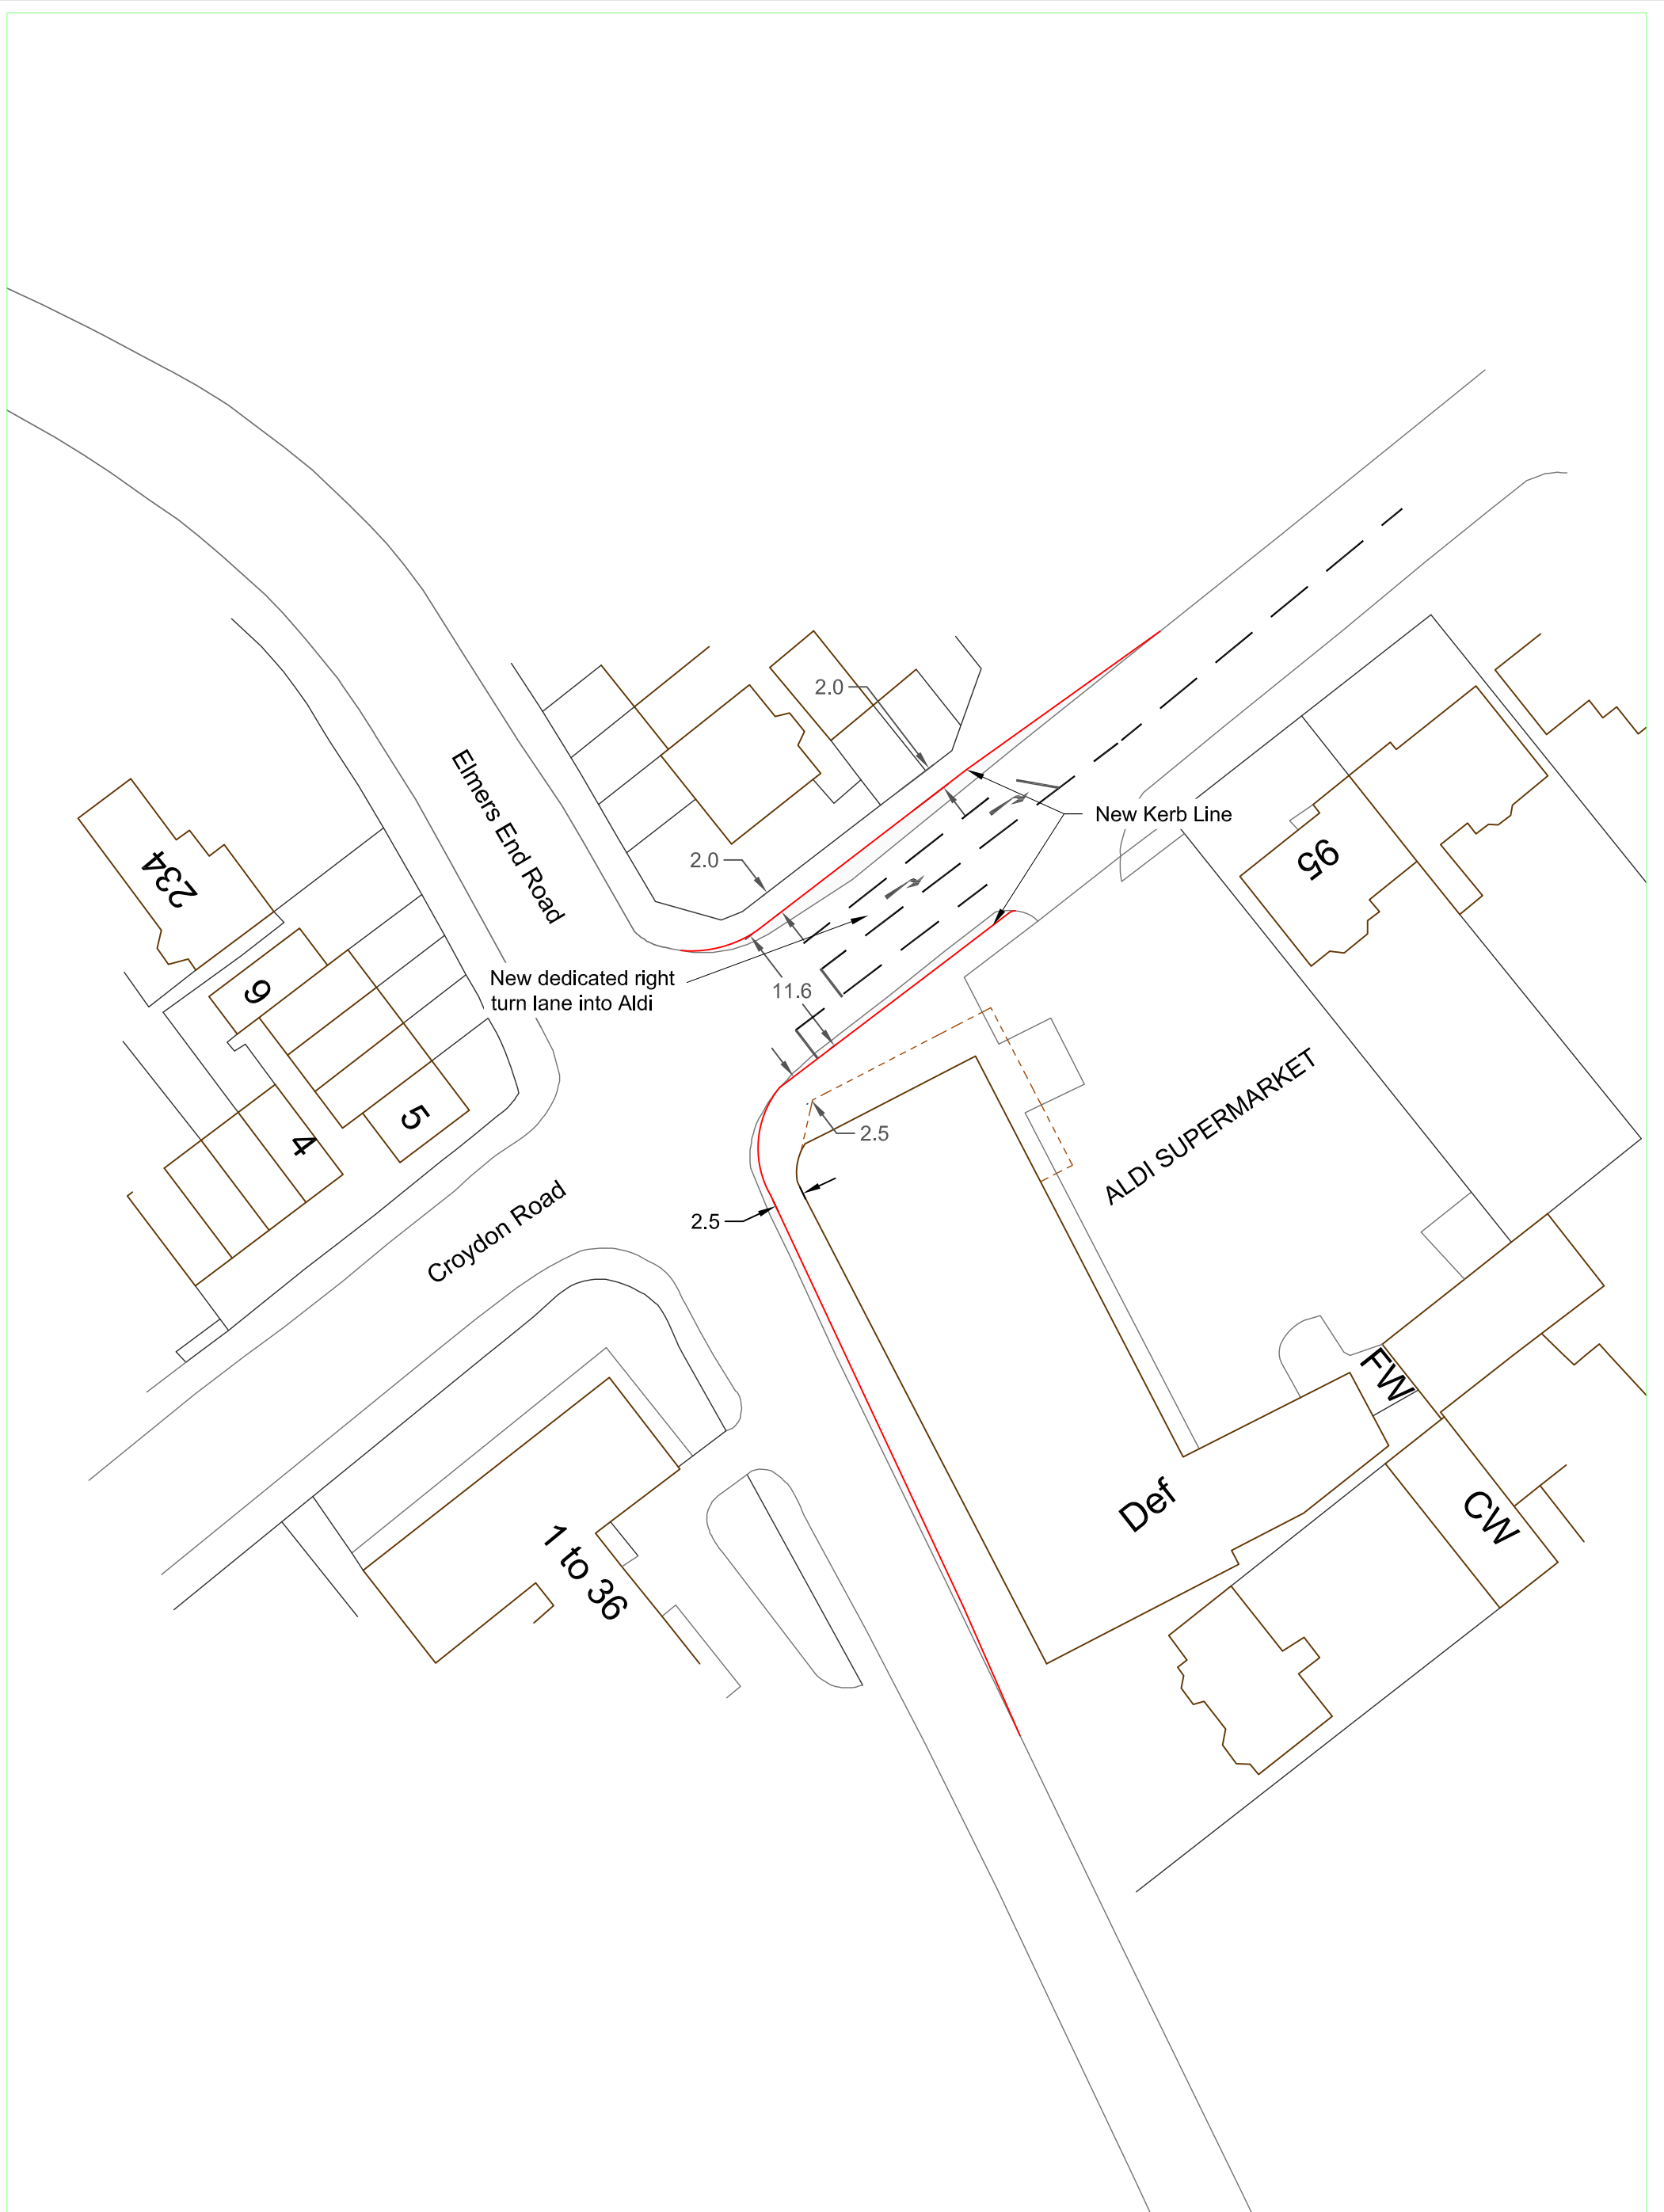 2.0
Elmers End Road
New Kerb Line
2.0
95
234
New dedicated right
turn lane into Aldi
11.6
9
5
4
2.5
ALDI SUPERMARKET
2.5
Croydon Road
FW
Def
CW
1 to 36